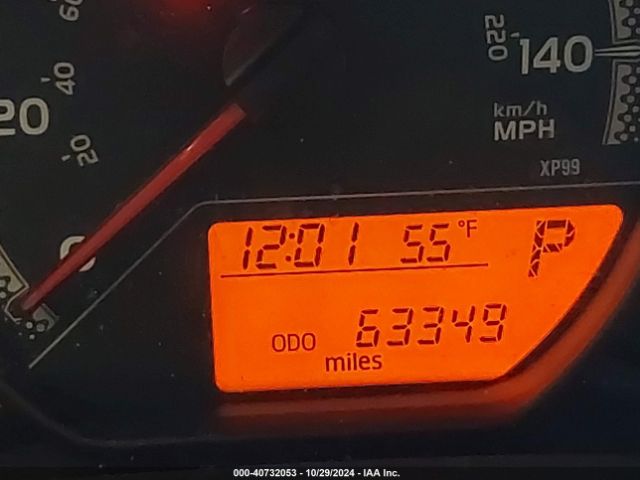 60
40
20
20
0
220
140
km/h
MPH
XP99
12:01 55°F P
ODO 63349
miles
000-40732053 - 10/29/2024 - IAA Inc.